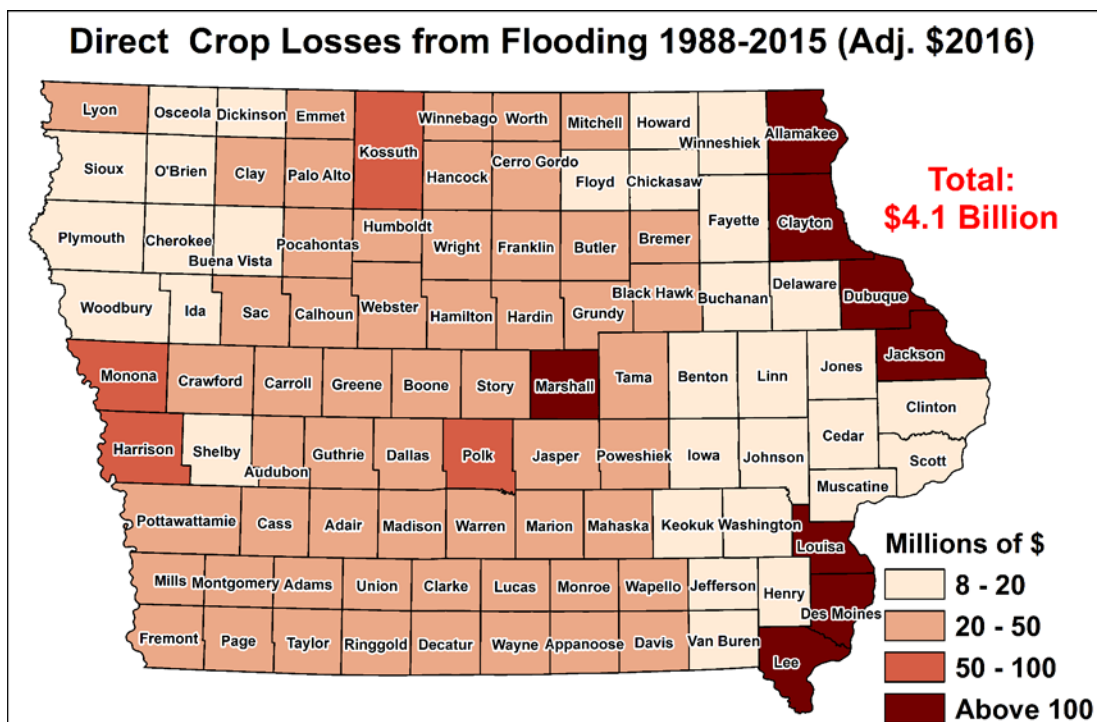 Direct Crop Losses from Flooding 1988-2015 (Adj. $2016)
Lyon Osceola Dickinson Emmet Winnebago Worth Mitchell Howard Winneshiek Allamakee
Sioux O'Brien Clay Palo Alto Kossuth Hancock Cerro Gordo Floyd Chickasaw
Total:
$4.1 Billion
Plymouth Cherokee Buena Vista Pocahontas Humboldt Wright Franklin Butler Bremer Fayette Clayton
Woodbury Ida Sac Calhoun Webster Hamilton Hardin Grundy Black Hawk Buchanan Delaware Dubuque
Monona Crawford Carroll Greene Boone Story Marshall Tama Benton Linn Jones Jackson
Clinton
Harrison Shelby Audubon Guthrie Dallas Polk Jasper Poweshiek Iowa Johnson Cedar Scott
Muscatine
Pottawattamie Cass Adair Madison Warren Marion Mahaska Keokuk Washington Louisa
Mills Montgomery Adams Union Clarke Lucas Monroe Wapello Jefferson Henry Des Moines
Fremont Page Taylor Ringgold Decatur Wayne Appanoose Davis Van Buren Lee
Millions of $
8 - 20
20 - 50
50 - 100
Above 100